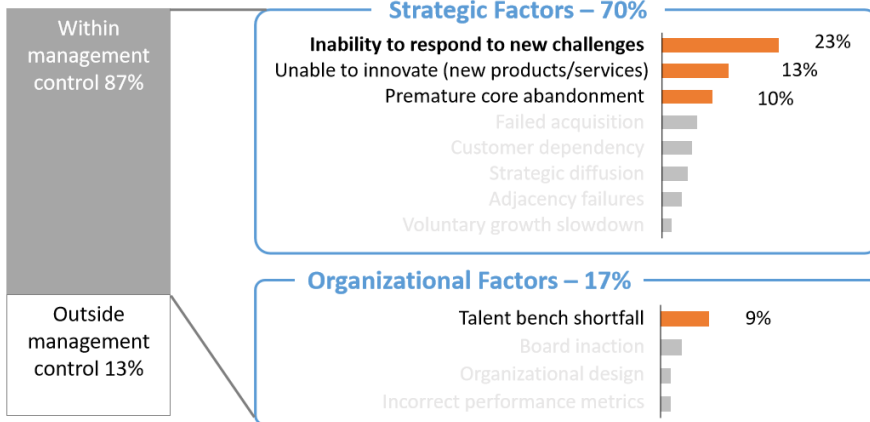 Within
management
control 87%
Outside
management
control 13%
Strategic Factors – 70%
Inability to respond to new challenges 23%
Unable to innovate (new products/services) 13%
Premature core abandonment 10%
Failed acquisition
Customer dependency
Strategic diffusion
Adjacency failures
Voluntary growth slowdown
Organizational Factors – 17%
Talent bench shortfall 9%
Board inaction
Organizational design
Incorrect performance metrics